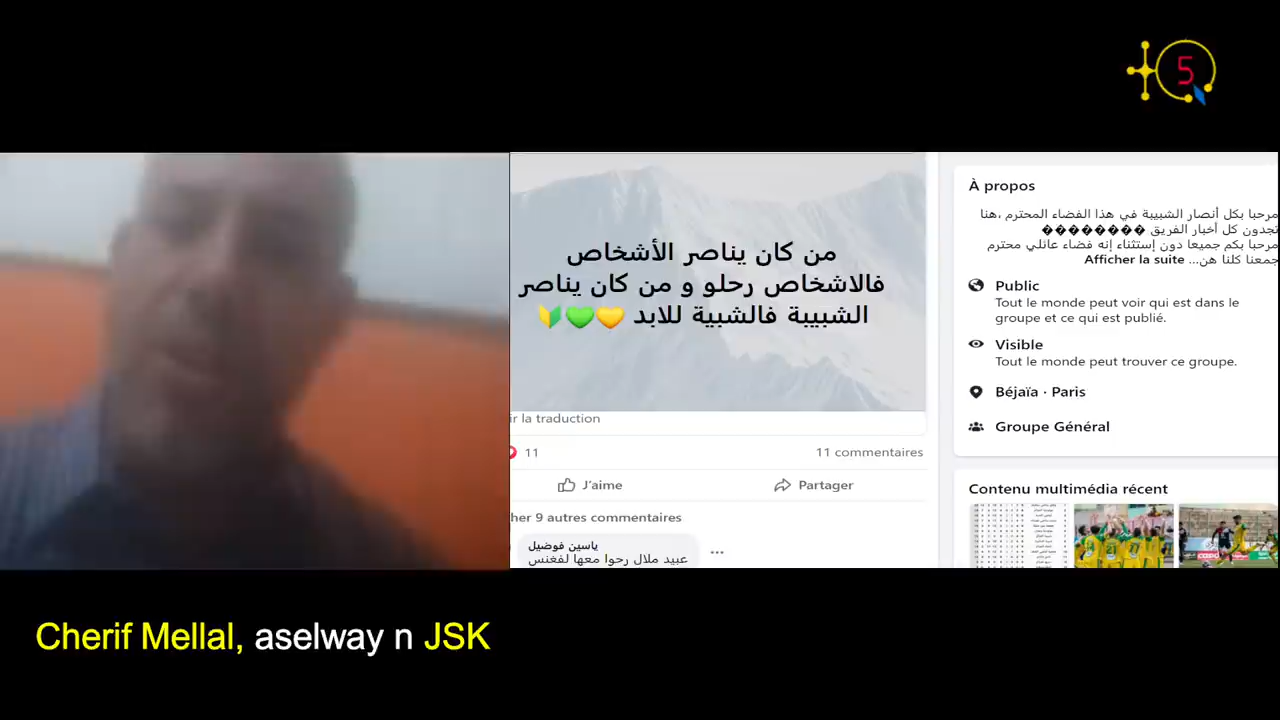 5
من كان يناصر الأشخاص
فالاشخاص رحلو و من كان يناصر
الشبيبة فالشبية للابد 💛💚🔰
ir la traduction
11
11 commentaires
J'aime
Partager
her 9 autres commentaires
ياسين فوضيل
عبيد ملال رحوا معها لفغنس
À propos
مرحبا بكل أنصار الشبيبة في هذا الفضاء المحترم ،هنا
تجدون كل أخبار الفريق ���������
مرحبا بكم جميعا دون إستثناء إنه فضاء عائلي محترم
جمعنا كلنا هن... Afficher la suite
Public
Tout le monde peut voir qui est dans le
groupe et ce qui est publié.
Visible
Tout le monde peut trouver ce groupe.
Béjaïa · Paris
Groupe Général
Contenu multimédia récent
Cherif Mellal, aselway n JSK